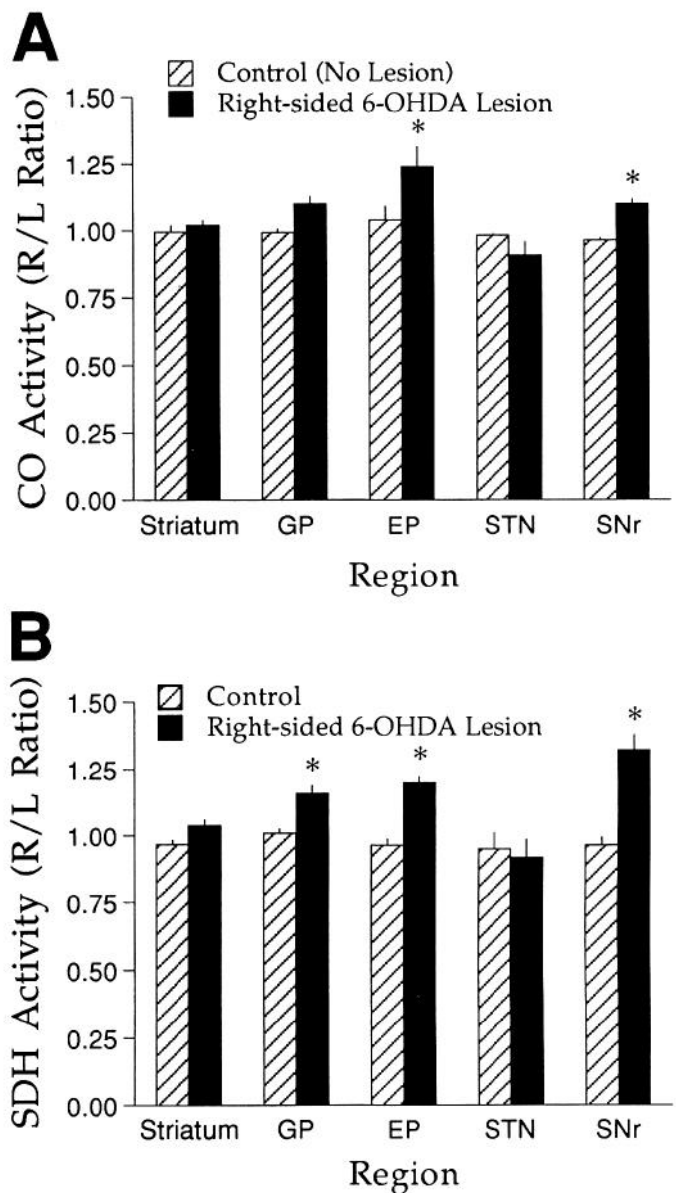 A
Control (No Lesion)
Right-sided 6-OHDA Lesion
CO Activity (R/L Ratio)
1.50
1.25
1.00
0.75
0.50
0.25
0.00
*
*
Striatum GP EP STN SNr
Region
B
Control
Right-sided 6-OHDA Lesion
SDH Activity (R/L Ratio)
1.50
1.25
1.00
0.75
0.50
0.25
0.00
*
*
*
Striatum GP EP STN SNr
Region